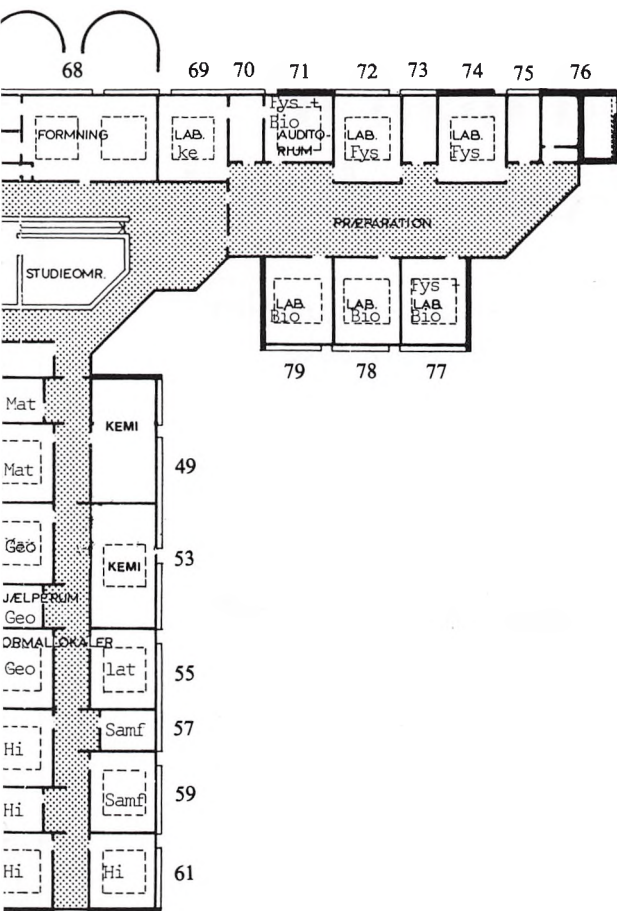 68 69 70 71 72 73 74 75 76
Fys +
Bio
FORMNING LAB. AUDITO- LAB. LAB.
ke RIUM Fys Fys
PRÆPARATION
STUDIEOMR.
Fys +
LAB. LAB. LAB.
Bio Bio Bio
79 78 77
Mat
KEMI
Mat 49
Geo
KEMI 53
JÆLPERUM
Geo
ORMALLOKALER
Geo lat 55
Samf 57
Hi
Samf 59
Hi
Hi Hi 61